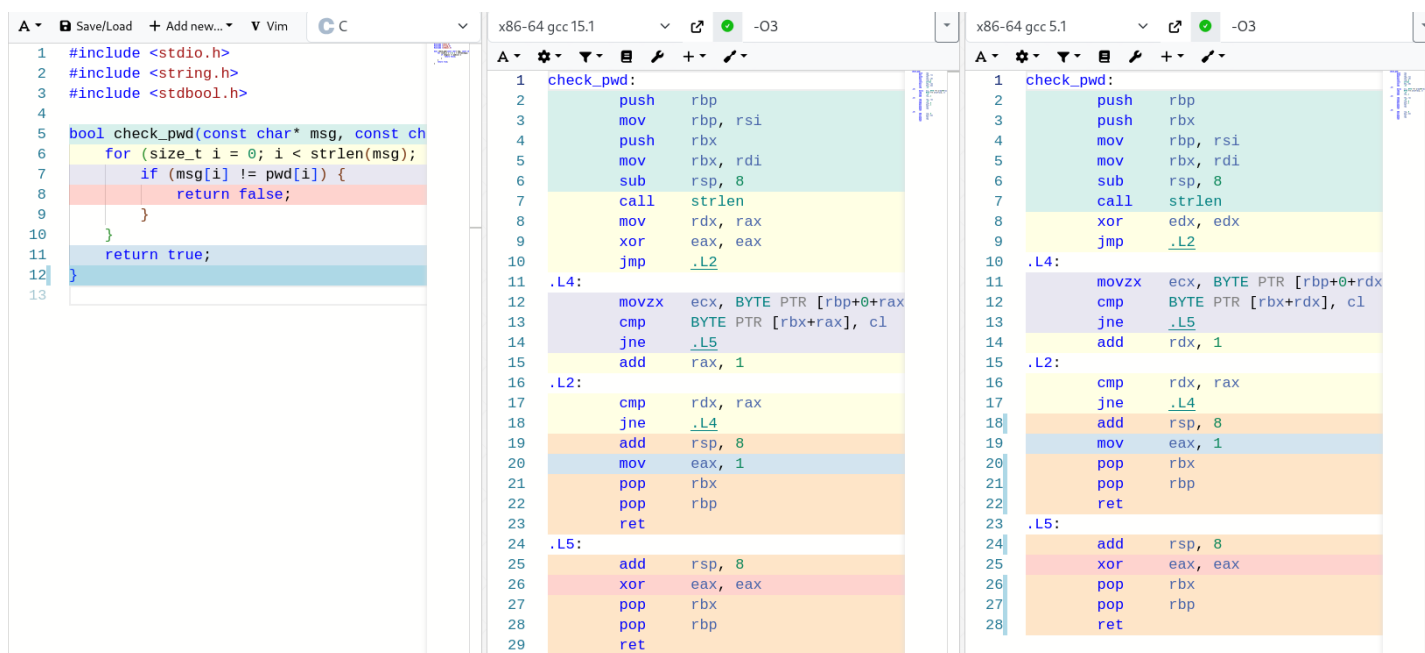 A Save/Load + Add new... Vim C C
1 #include <stdio.h>
2 #include <string.h>
3 #include <stdbool.h>
4
5 bool check_pwd(const char* msg, const ch
6 for (size_t i = 0; i < strlen(msg);
7 if (msg[i] != pwd[i]) {
8 return false;
9 }
10 }
11 return true;
12 }
13
x86-64 gcc 15.1 -O3
A
1 check_pwd:
2 push rbp
3 mov rbp, rsi
4 push rbx
5 mov rbx, rdi
6 sub rsp, 8
7 call strlen
8 mov rdx, rax
9 xor eax, eax
10 jmp .L2
11 .L4:
12 movzx ecx, BYTE PTR [rbp+0+rax
13 cmp BYTE PTR [rbx+rax], cl
14 jne .L5
15 add rax, 1
16 .L2:
17 cmp rdx, rax
18 jne .L4
19 add rsp, 8
20 mov eax, 1
21 pop rbx
22 pop rbp
23 ret
24 .L5:
25 add rsp, 8
26 xor eax, eax
27 pop rbx
28 pop rbp
29 ret
x86-64 gcc 5.1 -O3
A
1 check_pwd:
2 push rbp
3 push rbx
4 mov rbp, rsi
5 mov rbx, rdi
6 sub rsp, 8
7 call strlen
8 xor edx, edx
9 jmp .L2
10 .L4:
11 movzx ecx, BYTE PTR [rbp+0+rdx
12 cmp BYTE PTR [rbx+rdx], cl
13 jne .L5
14 add rdx, 1
15 .L2:
16 cmp rdx, rax
17 jne .L4
18 add rsp, 8
19 mov eax, 1
20 pop rbx
21 pop rbp
22 ret
23 .L5:
24 add rsp, 8
25 xor eax, eax
26 pop rbx
27 pop rbp
28 ret